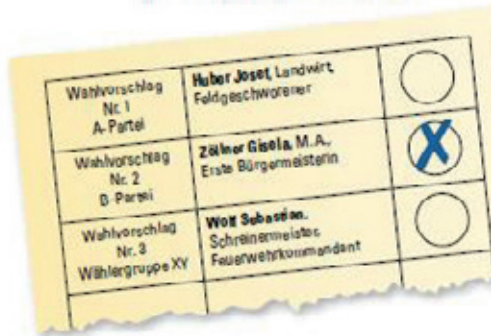 Wahlvorschlag
Nr. 1
A-Partei
Huber Josef, Landwirt,
Feldgeschworener
Wahlvorschlag
Nr. 2
B-Partei
Zöllner Gisela, M.A.,
Erste Bürgermeisterin
X
Wahlvorschlag
Nr. 3
Wählergruppe XY
Wolf Sebastian,
Schreinermeister,
Feuerwehrkommandant